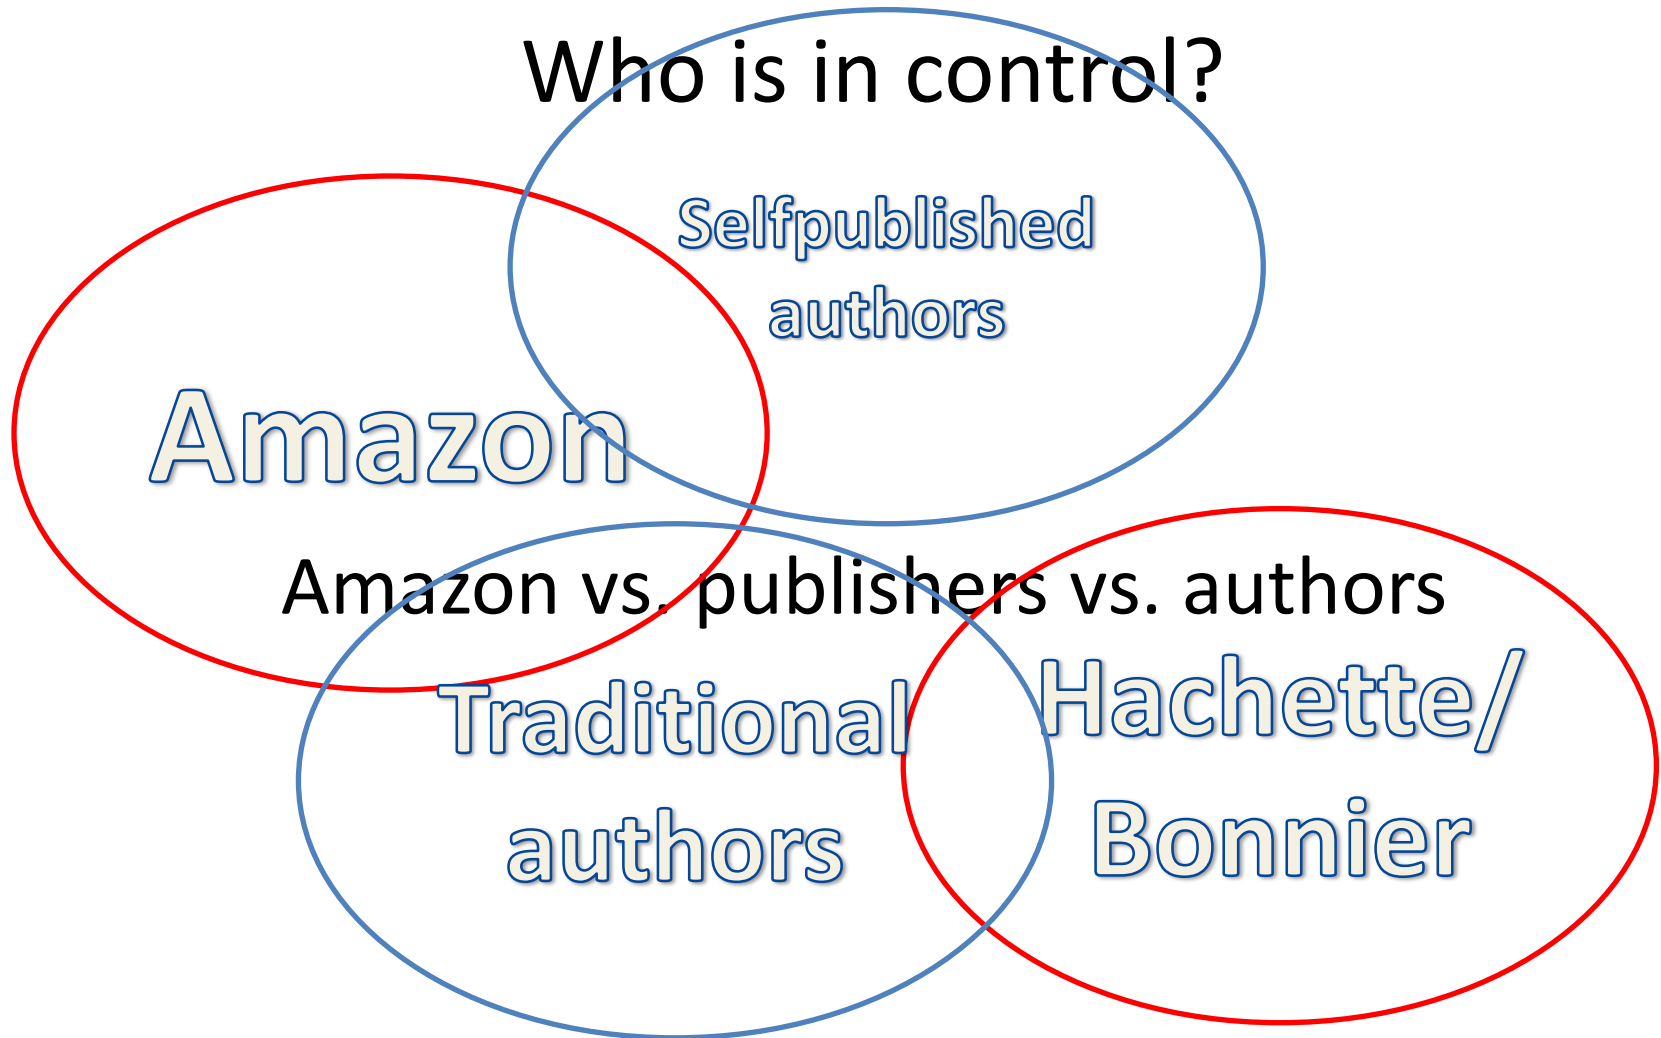 Who is in control?
Selfpublished
authors
Amazon
Amazon vs. publishers vs. authors
Traditional
authors
Hachette/
Bonnier